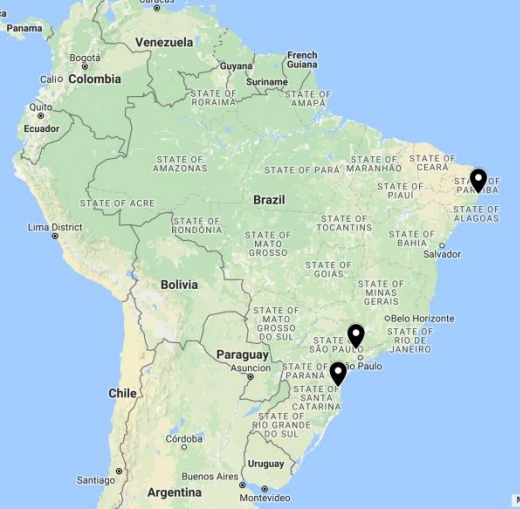 Caracas
Panama
Venezuela
Bogotá
Cali
Colombia
Guyana
French
Guiana
Suriname
STATE OF
RORAIMA
STATE OF
AMAPÁ
Quito
Ecuador
STATE OF
AMAZONAS
STATE OF PARÁ
STATE OF
MARANHÃO
STATE OF
CEARÁ
STATE OF
PARAÍBA
STATE OF
PIAUÍ
STATE OF ACRE
Brazil
STATE OF
ALAGOAS
STATE OF
RONDÔNIA
STATE OF
TOCANTINS
Lima District
STATE OF
MATO
GROSSO
STATE OF
BAHIA
Salvador
STATE OF
GOIÁS
Bolivia
STATE OF
MINAS
GERAIS
STATE OF
MATO
GROSSO
DO SUL
Belo Horizonte
STATE OF
RIO DE
JANEIRO
STATE
SÃO PAULO
Paraguay
Asuncion
STATE OF
PARANÁ
São Paulo
Chile
STATE OF
SANTA
CATARINA
STATE OF
RIO GRANDE
DO SUL
Córdoba
Uruguay
Santiago
Buenos Aires
Argentina
Montevideo